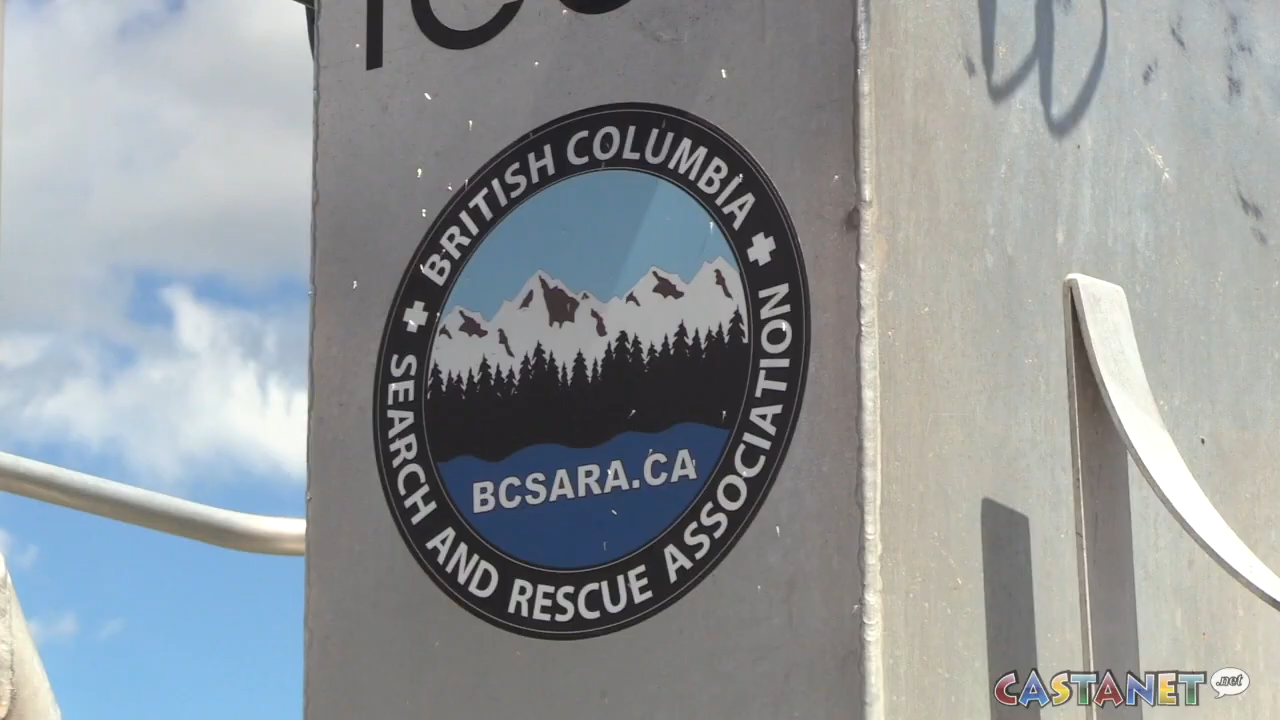 BRITISH COLUMBIA
SEARCH AND RESCUE ASSOCIATION
BCSARA.CA
CASTANET .net